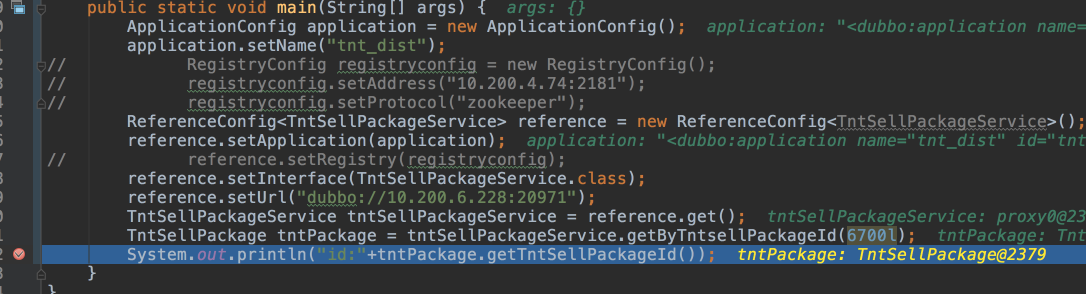 public static void main(String[] args) {  args: {}
ApplicationConfig application = new ApplicationConfig();  application: "<dubbo:application name=
application.setName("tnt_dist");
//          RegistryConfig registryconfig = new RegistryConfig();
//          registryconfig.setAddress("10.200.4.74:2181");
//          registryconfig.setProtocol("zookeeper");
ReferenceConfig<TntSellPackageService> reference = new ReferenceConfig<TntSellPackageService>();
reference.setApplication(application);  application: "<dubbo:application name="tnt_dist" id="tnt
//          reference.setRegistry(registryconfig);
reference.setInterface(TntSellPackageService.class);
reference.setUrl("dubbo://10.200.6.228:20971");
TntSellPackageService tntSellPackageService = reference.get();  tntSellPackageService: proxy0@23
TntSellPackage tntPackage = tntSellPackageService.getByTntsellPackageId(6700l);  tntPackage: Tnt
System.out.println("id:"+tntPackage.getTntSellPackageId());  tntPackage: TntSellPackage@2379
}
}